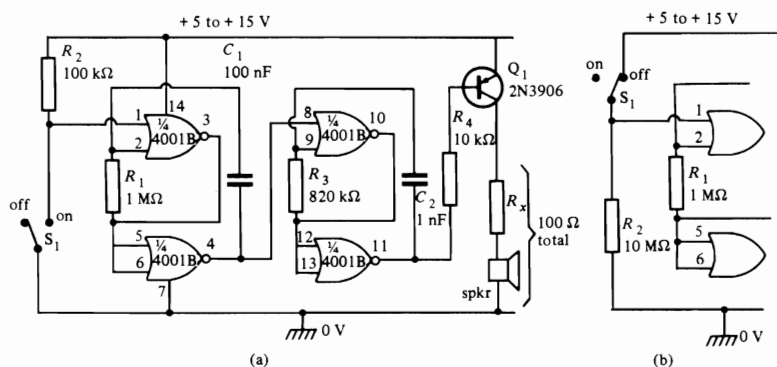 + 5 to + 15 V
R2
100 kΩ
C1
100 nF
Q1
2N3906
14
1
2
3
¼
4001B
8
9
10
¼
4001B
R4
10 kΩ
R1
1 MΩ
R3
820 kΩ
C2
1 nF
Rx
100 Ω
total
off
on
S1
5
6
4
¼
4001B
7
12
13
11
¼
4001B
spkr
0 V
(a)
+ 5 to + 15 V
on
off
S1
1
2
R1
1 MΩ
R2
10 MΩ
5
6
0 V
(b)